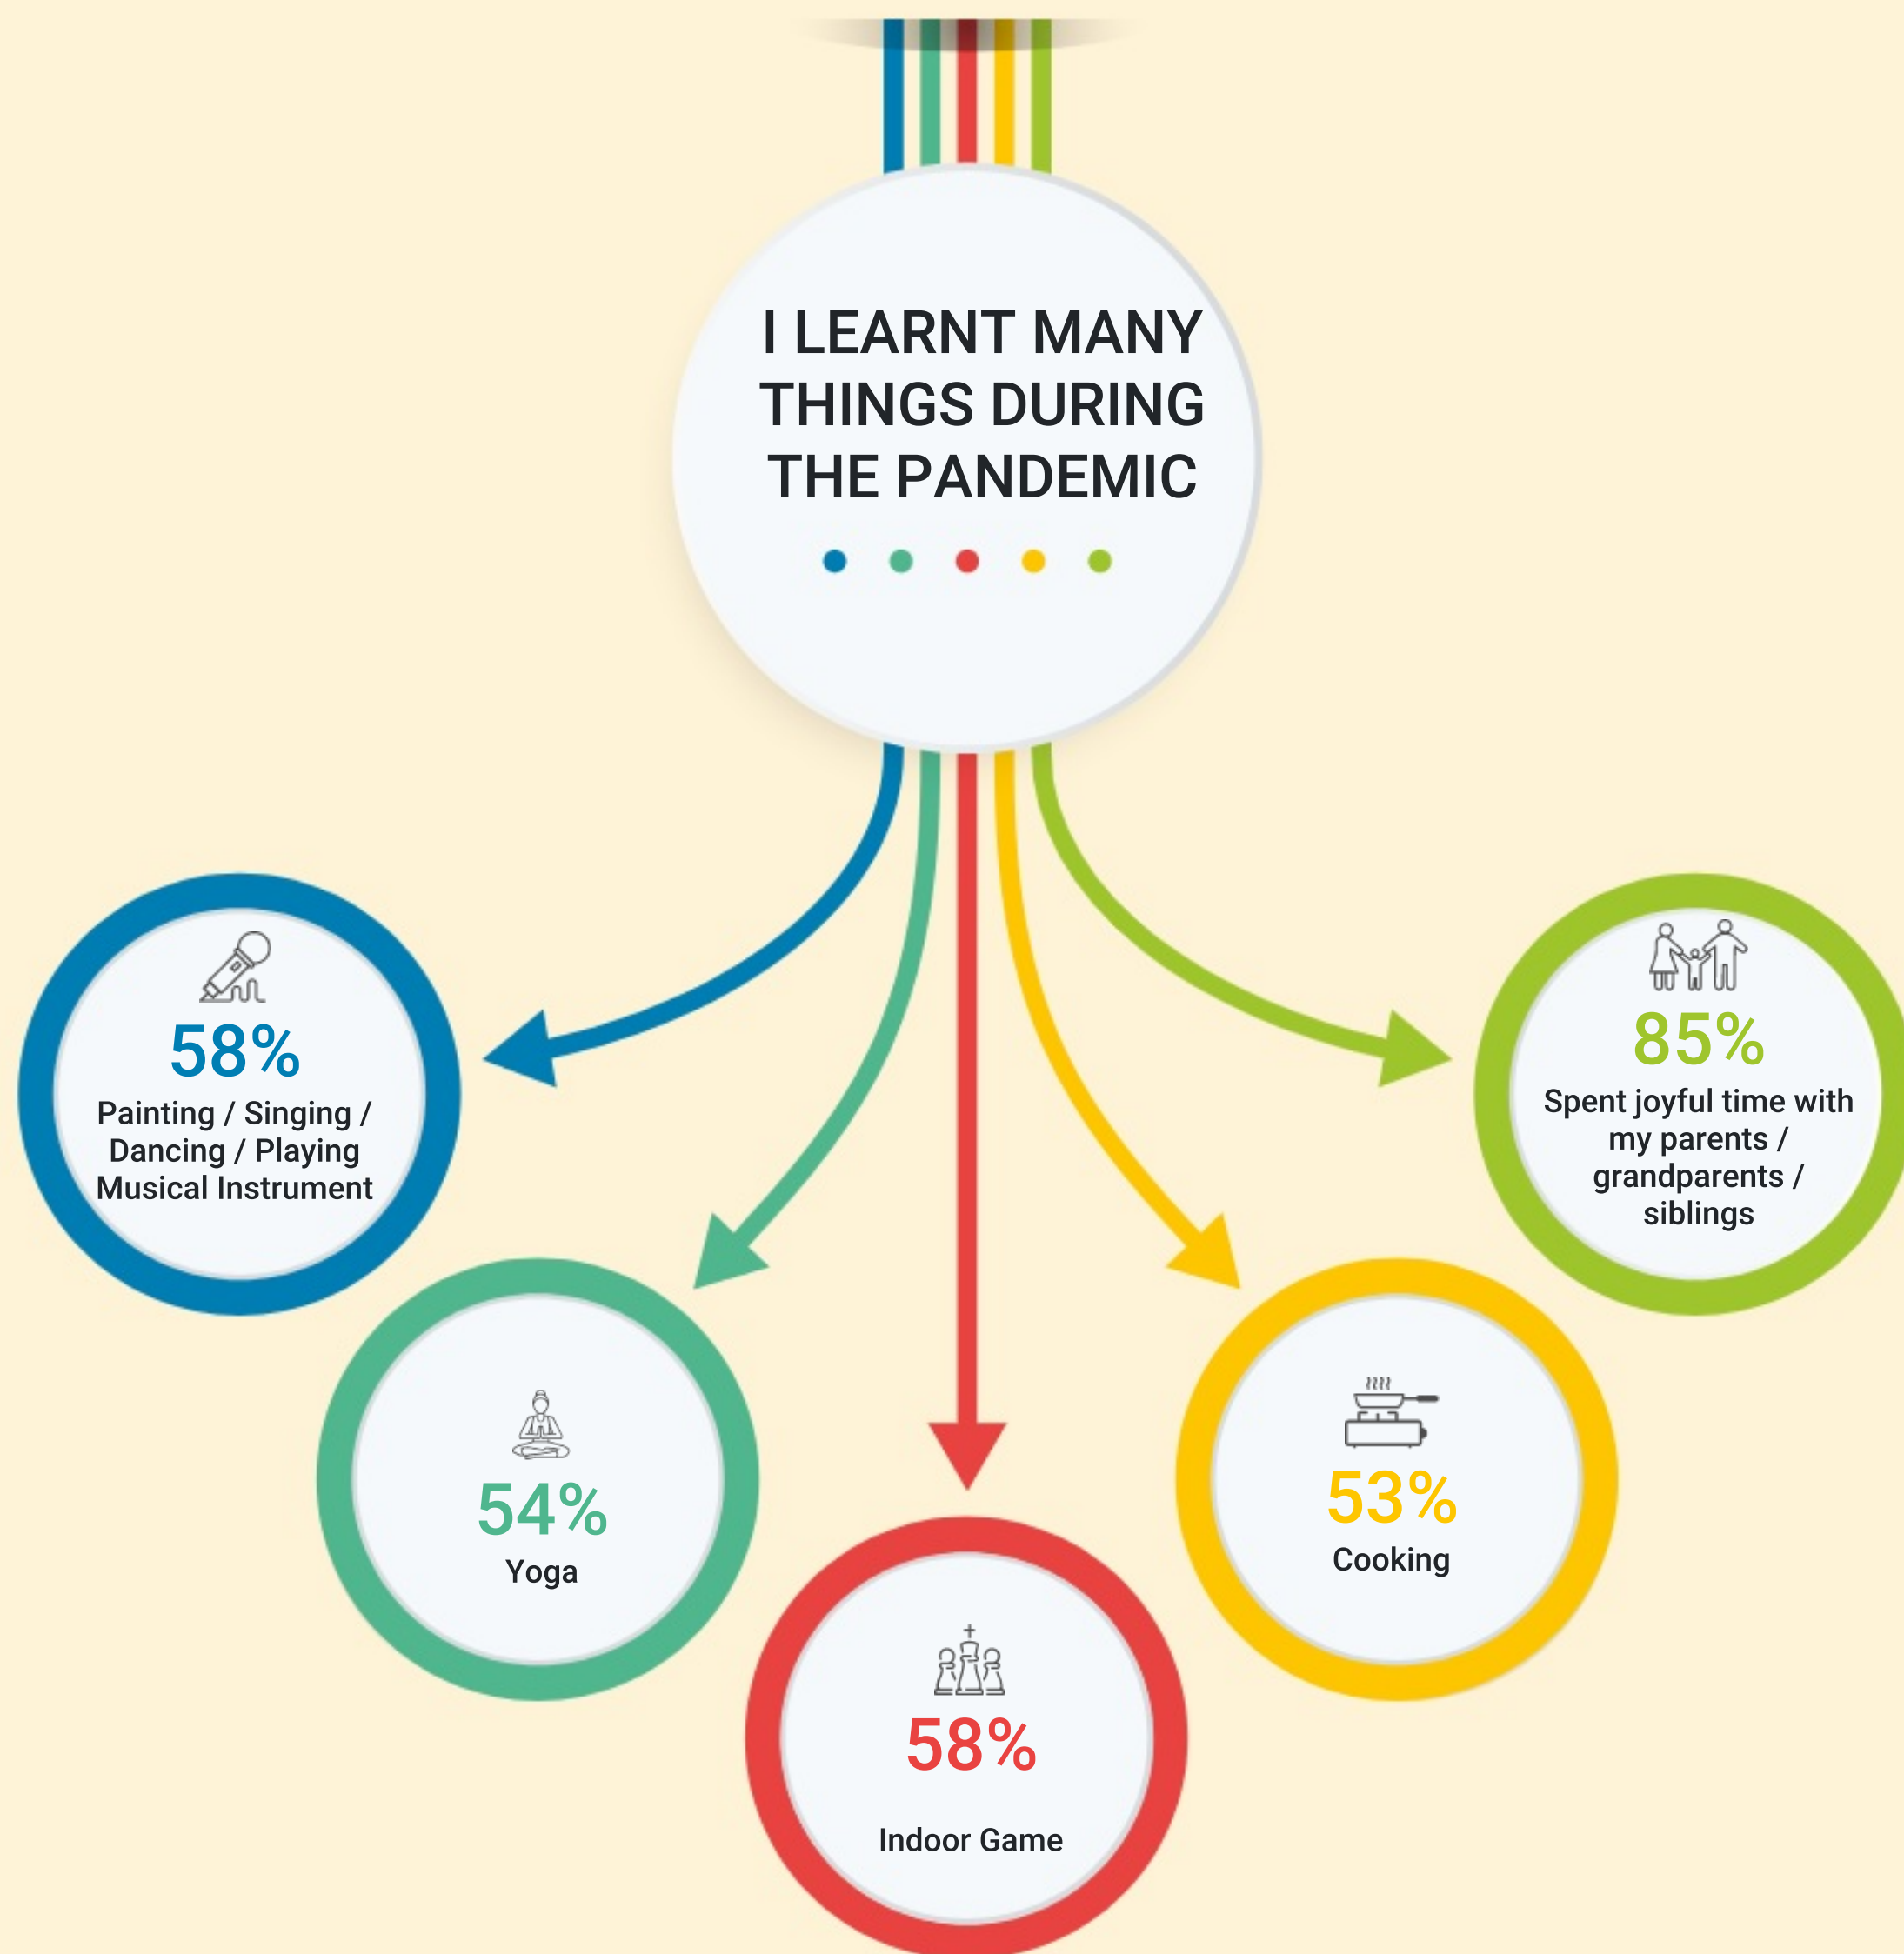 I LEARNT MANY
THINGS DURING
THE PANDEMIC
58%
Painting / Singing /
Dancing / Playing
Musical Instrument
85%
Spent joyful time with
my parents /
grandparents /
siblings
54%
Yoga
53%
Cooking
58%
Indoor Game